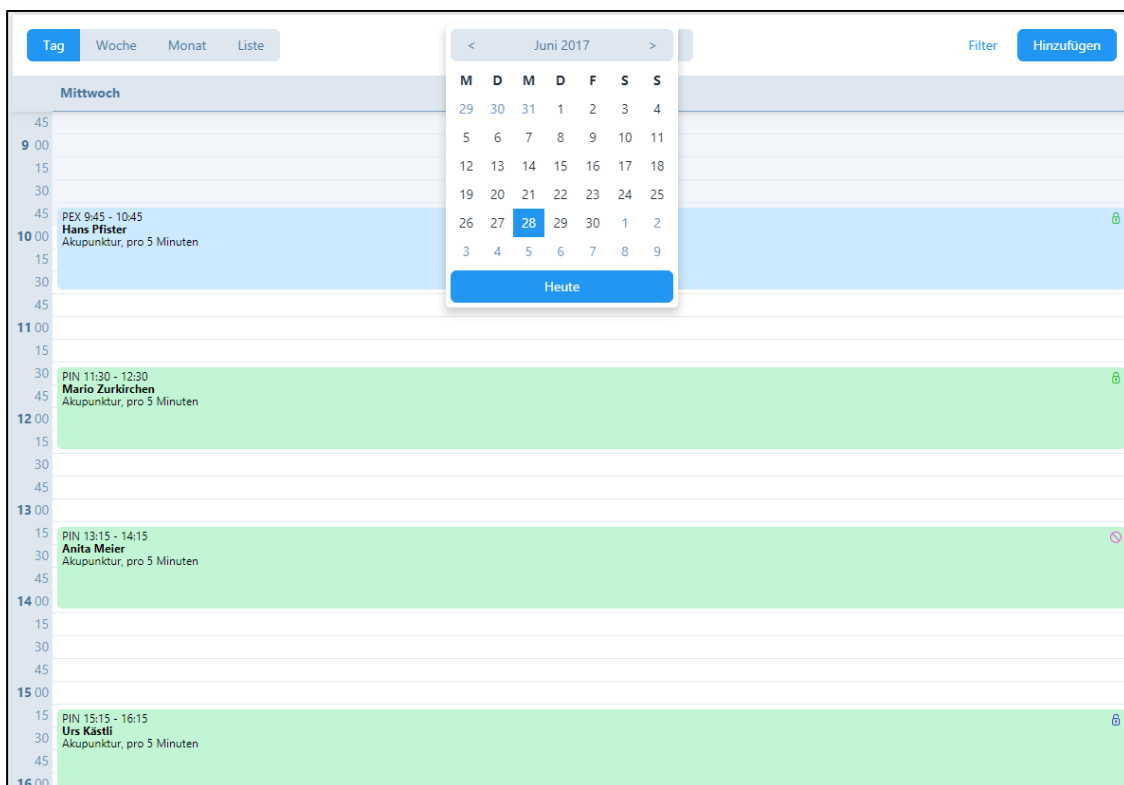 Tag Woche Monat Liste < Juni 2017 > Filter Hinzufügen
Mittwoch
M D M D F S S
29 30 31 1 2 3 4
5 6 7 8 9 10 11
12 13 14 15 16 17 18
19 20 21 22 23 24 25
26 27 28 29 30 1 2
3 4 5 6 7 8 9
Heute
45
9 00
15
30
45
PEX 9:45 - 10:45
Hans Pfister
Akupunktur, pro 5 Minuten
10 00
15
30
45
11 00
15
30
PIN 11:30 - 12:30
Mario Zurkirchen
Akupunktur, pro 5 Minuten
45
12 00
15
30
45
13 00
15
PIN 13:15 - 14:15
Anita Meier
Akupunktur, pro 5 Minuten
30
45
14 00
15
30
45
15 00
15
PIN 15:15 - 16:15
Urs Kästli
Akupunktur, pro 5 Minuten
30
45
16 00